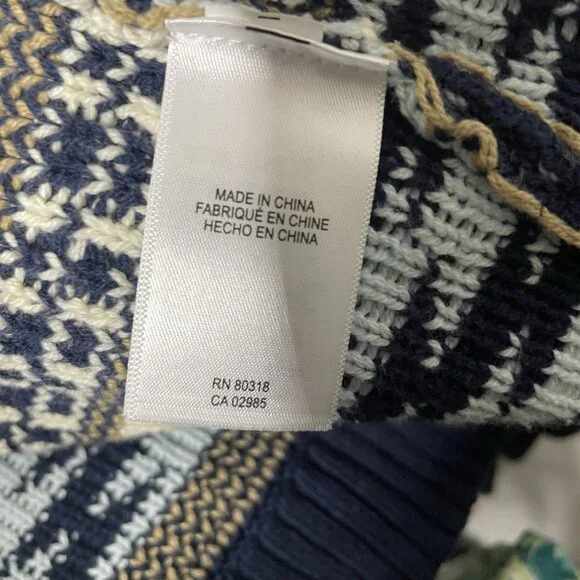 MADE IN CHINA
FABRIQUÉ EN CHINE
HECHO EN CHINA
RN 80318
CA 02985